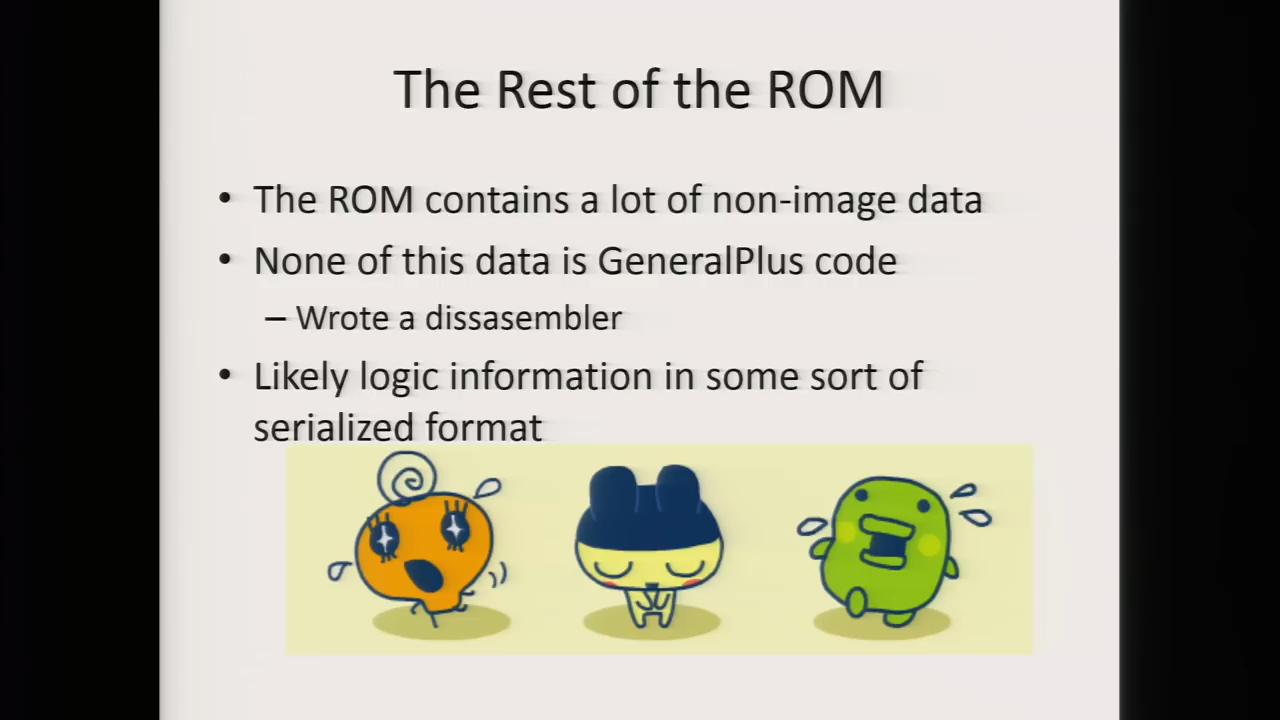 The Rest of the ROM
• The ROM contains a lot of non-image data
• None of this data is GeneralPlus code
– Wrote a dissasembler
• Likely logic information in some sort of
serialized format